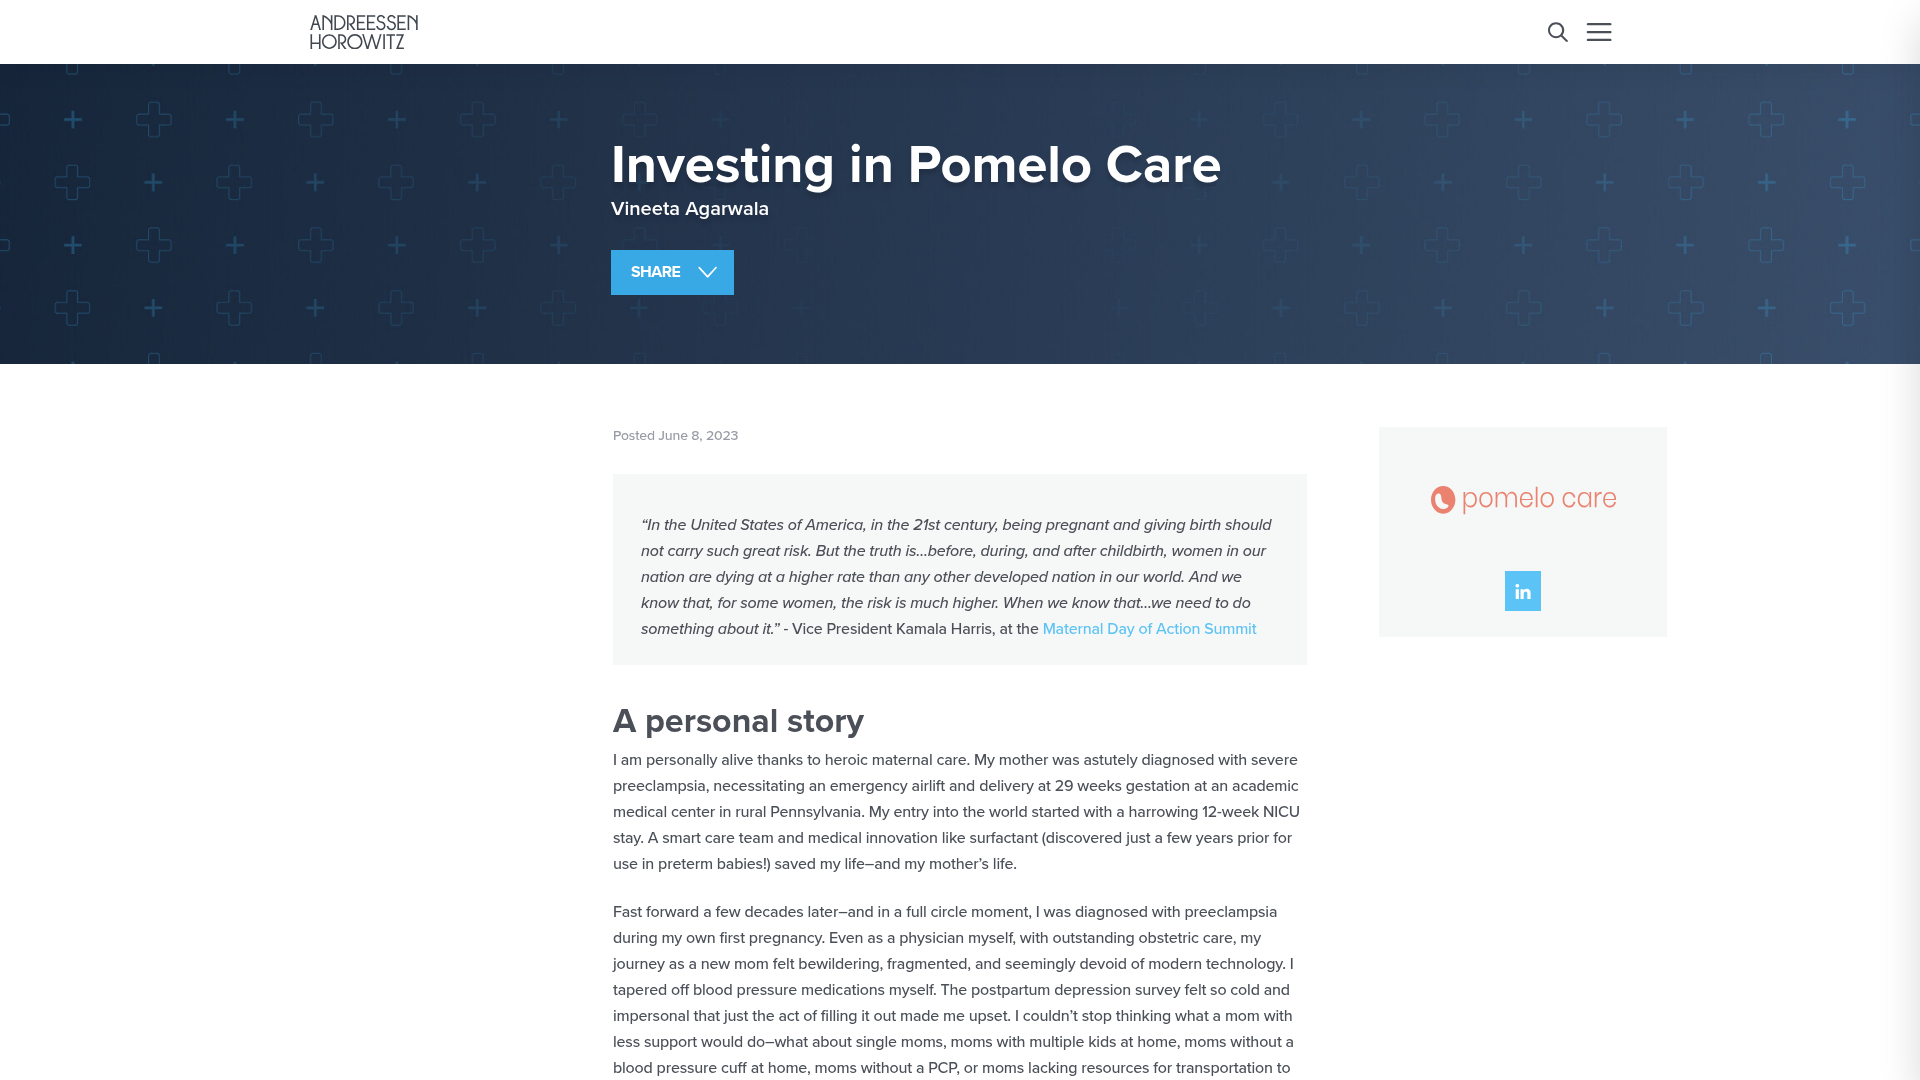 ANDREESSEN
HOROWITZ
Investing in Pomelo Care
Vineeta Agarwala
SHARE
Posted June 8, 2023
pomelo care
in
“In the United States of America, in the 21st century, being pregnant and giving birth should
not carry such great risk. But the truth is…before, during, and after childbirth, women in our
nation are dying at a higher rate than any other developed nation in our world. And we
know that, for some women, the risk is much higher. When we know that…we need to do
something about it.” - Vice President Kamala Harris, at the Maternal Day of Action Summit
A personal story
I am personally alive thanks to heroic maternal care. My mother was astutely diagnosed with severe
preeclampsia, necessitating an emergency airlift and delivery at 29 weeks gestation at an academic
medical center in rural Pennsylvania. My entry into the world started with a harrowing 12-week NICU
stay. A smart care team and medical innovation like surfactant (discovered just a few years prior for
use in preterm babies!) saved my life–and my mother’s life.
Fast forward a few decades later–and in a full circle moment, I was diagnosed with preeclampsia
during my own first pregnancy. Even as a physician myself, with outstanding obstetric care, my
journey as a new mom felt bewildering, fragmented, and seemingly devoid of modern technology. I
tapered off blood pressure medications myself. The postpartum depression survey felt so cold and
impersonal that just the act of filling it out made me upset. I couldn’t stop thinking what a mom with
less support would do–what about single moms, moms with multiple kids at home, moms without a
blood pressure cuff at home, moms without a PCP, or moms lacking resources for transportation to